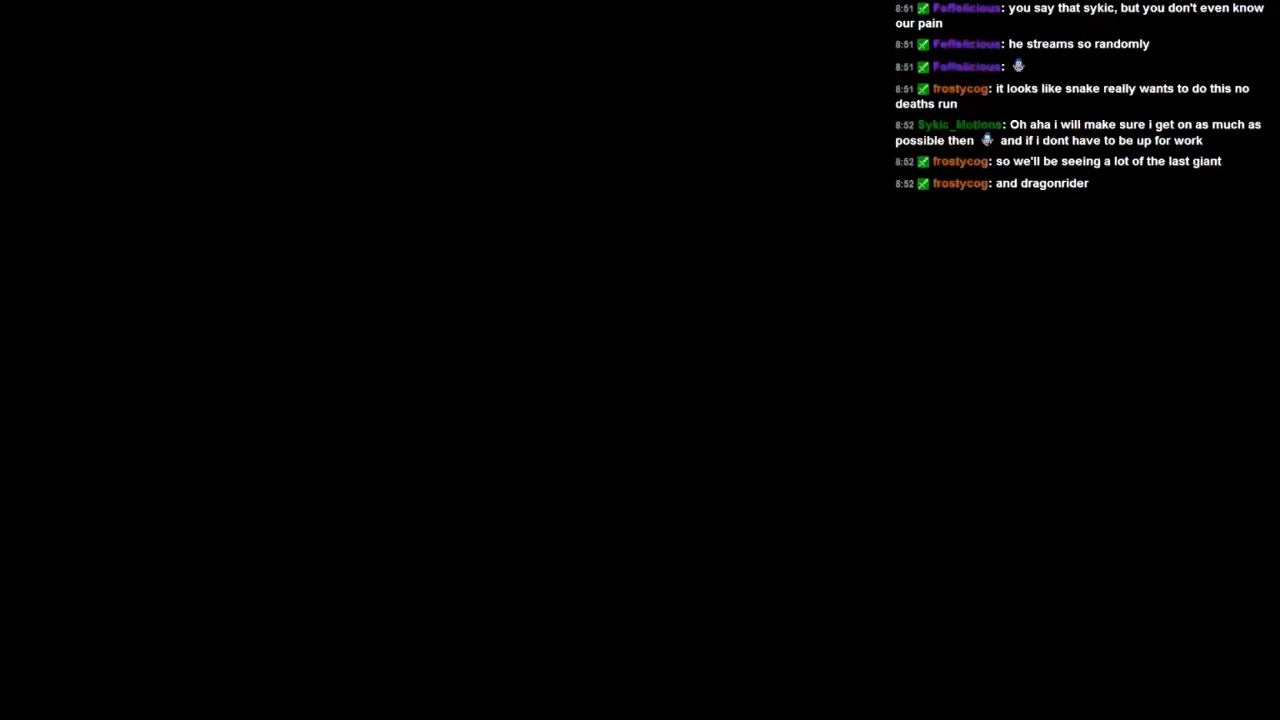 8:51 Feffelicious: you say that sykic, but you don't even know
our pain
8:51 Feffelicious: he streams so randomly
8:51 Feffelicious:
8:51 frostycog: it looks like snake really wants to do this no
deaths run
8:52 Sykic_Motions: Oh aha i will make sure i get on as much as
possible then and if i dont have to be up for work
8:52 frostycog: so we'll be seeing a lot of the last giant
8:52 frostycog: and dragonrider